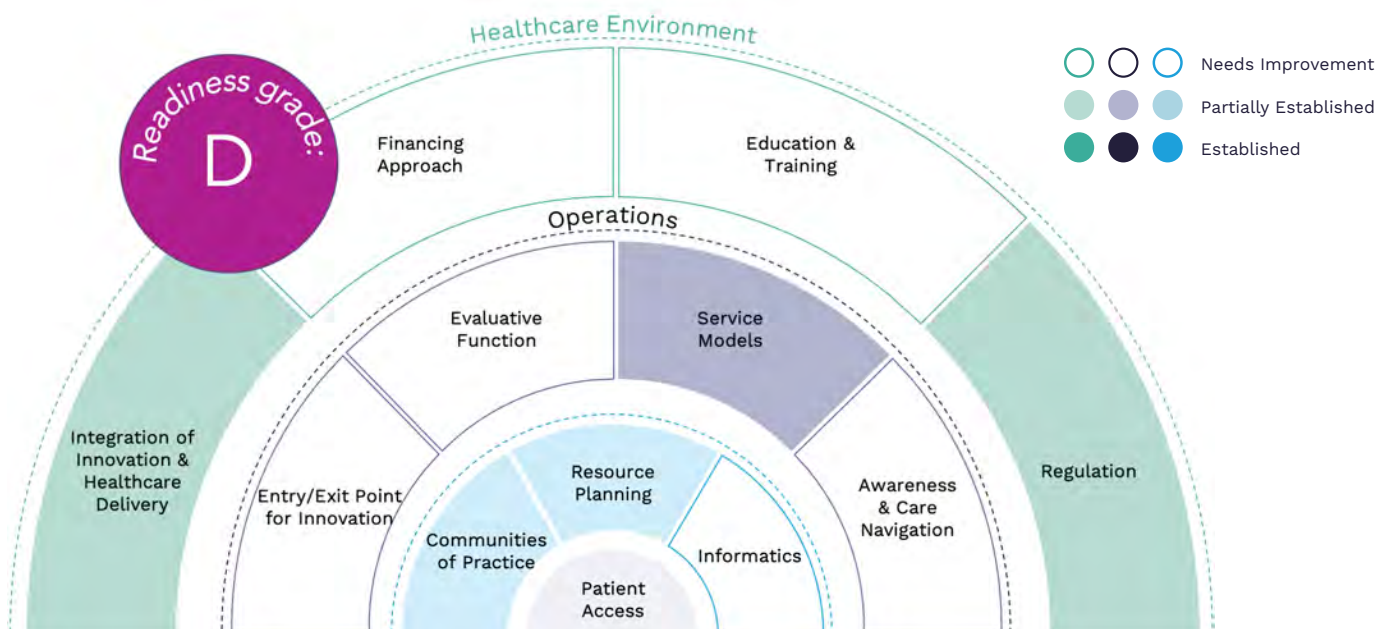 Healthcare Environment
Readiness grade:
D
Needs Improvement
Partially Established
Established
Financing
Approach
Education &
Training
Operations
Evaluative
Function
Service
Models
Integration of
Innovation &
Healthcare
Delivery
Regulation
Entry/Exit Point
for Innovation
Resource
Planning
Awareness
& Care
Navigation
Communities
of Practice
Informatics
Patient
Access